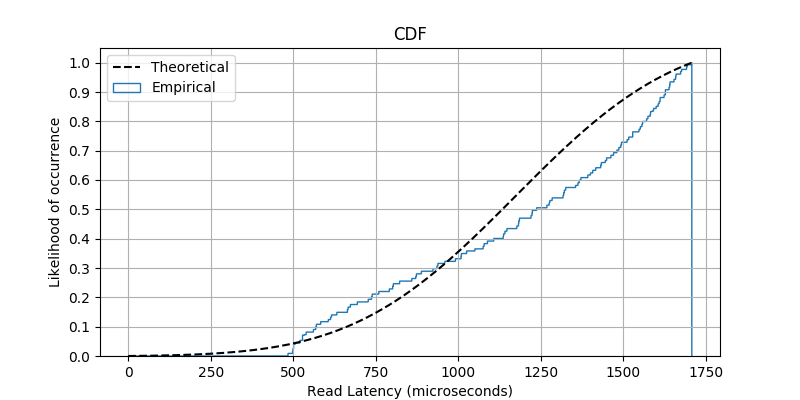 CDF
Theoretical
Empirical
Likelihood of occurrence
1.0
0.9
0.8
0.7
0.6
0.5
0.4
0.3
0.2
0.1
0.0
0 250 500 750 1000 1250 1500 1750
Read Latency (microseconds)